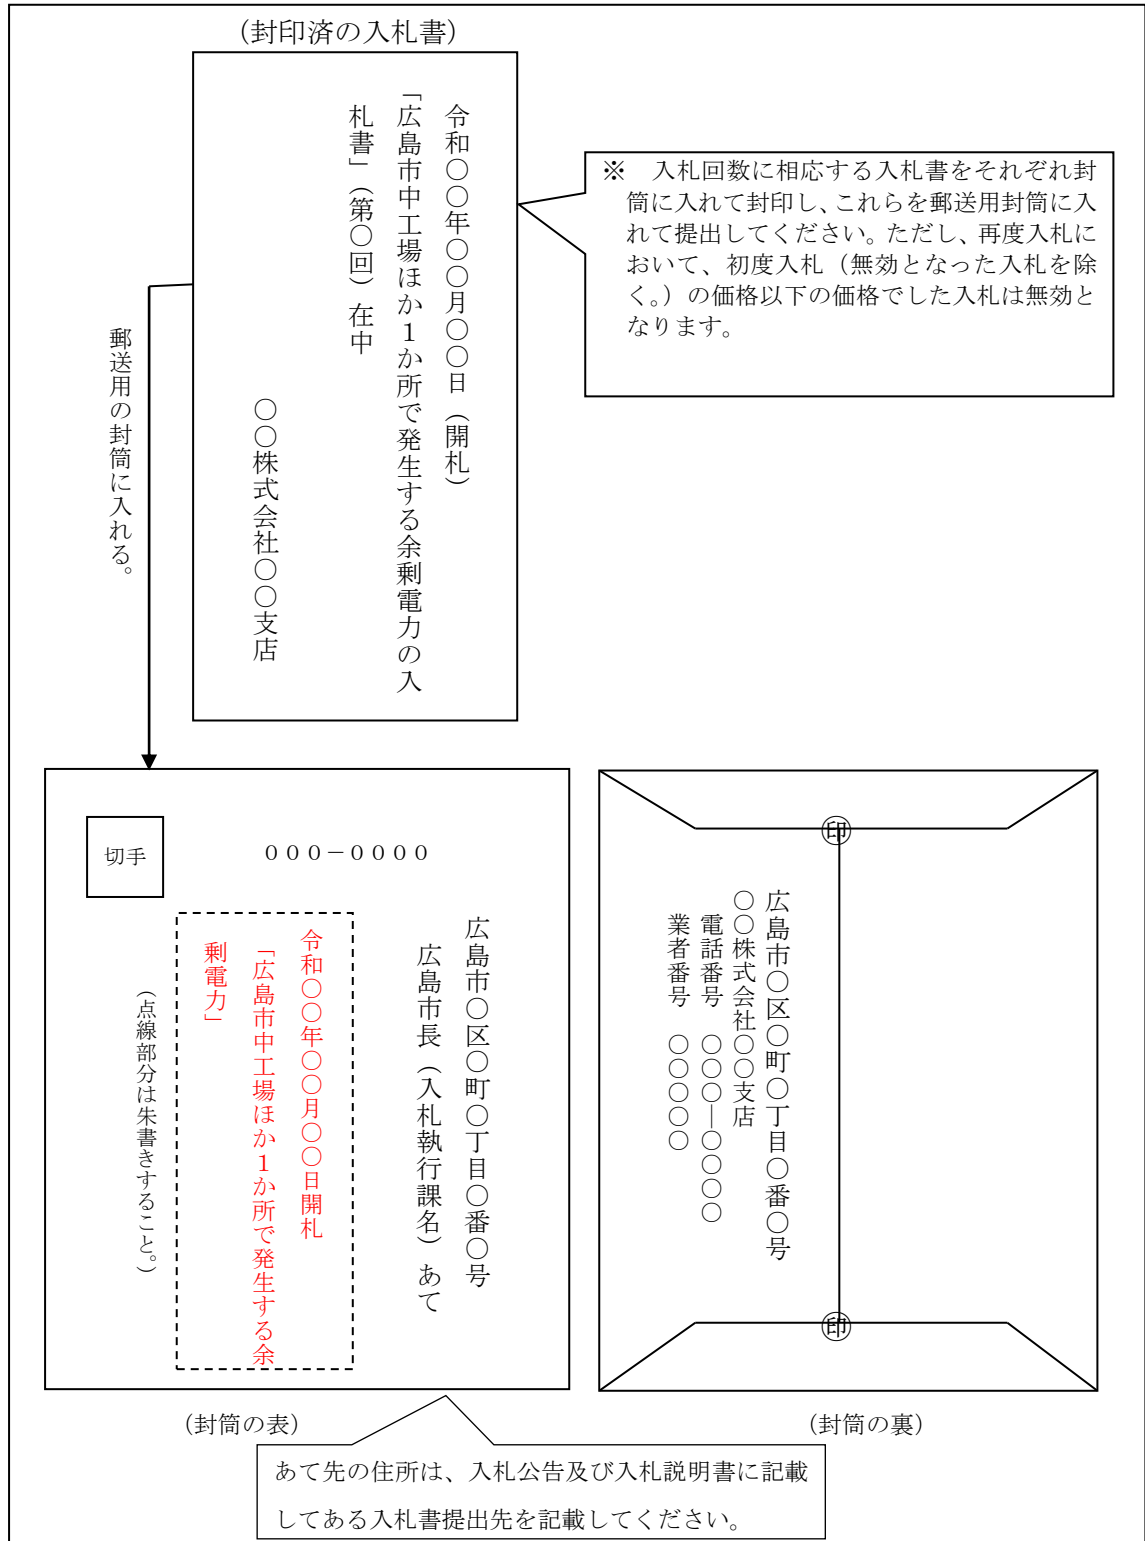 (封印済の入札書)
令和〇〇年〇〇月〇〇日（開札）
「広島市中工場ほか１か所で発生する余剰電力の入
札書」（第〇回）在中
〇〇株式会社〇〇支店
※　入札回数に相応する入札書をそれぞれ封
筒に入れて封印し、これらを郵送用封筒に入
れて提出してください。ただし、再度入札に
おいて、初度入札（無効となった入札を除
く。）の価格以下の価格でした入札は無効と
なります。
郵送用の封筒に入れる。
切手
０００－００００
広島市〇区〇町〇丁目〇番〇号
広島市長（入札執行課名）あて
令和〇〇年〇〇月〇〇日開札
「広島市中工場ほか１か所で発生する余
剰電力」
（点線部分は朱書きすること。）
（封筒の表）
印
広島市〇区〇町〇丁目〇番〇号
〇〇株式会社〇〇支店
電話番号　〇〇〇―〇〇〇〇
業者番号　〇〇〇〇〇
印
（封筒の裏）
あて先の住所は、入札公告及び入札説明書に記載
してある入札書提出先を記載してください。